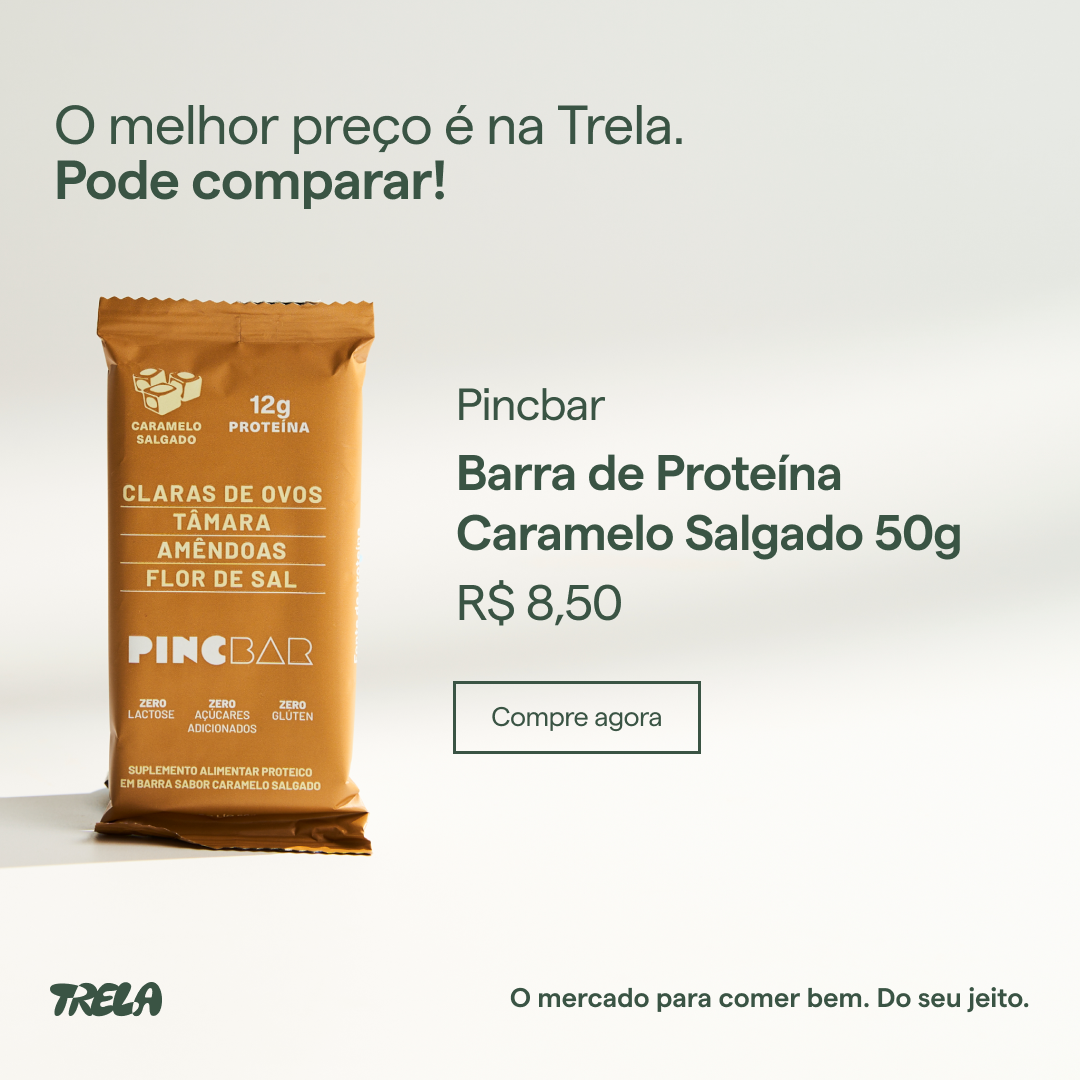 O melhor preço é na Trela.
Pode comparar!
CARAMELO
SALGADO
12g
PROTEÍNA
CLARAS DE OVOS
TÂMARA
AMÊNDOAS
FLOR DE SAL
PINCBAR
ZERO
LACTOSE
ZERO
AÇÚCARES
ADICIONADOS
ZERO
GLÚTEN
SUPLEMENTO ALIMENTAR PROTEICO
EM BARRA SABOR CARAMELO SALGADO
Pincbar
Barra de Proteína
Caramelo Salgado 50g
R$ 8,50
Compre agora
TRELA
O mercado para comer bem. Do seu jeito.